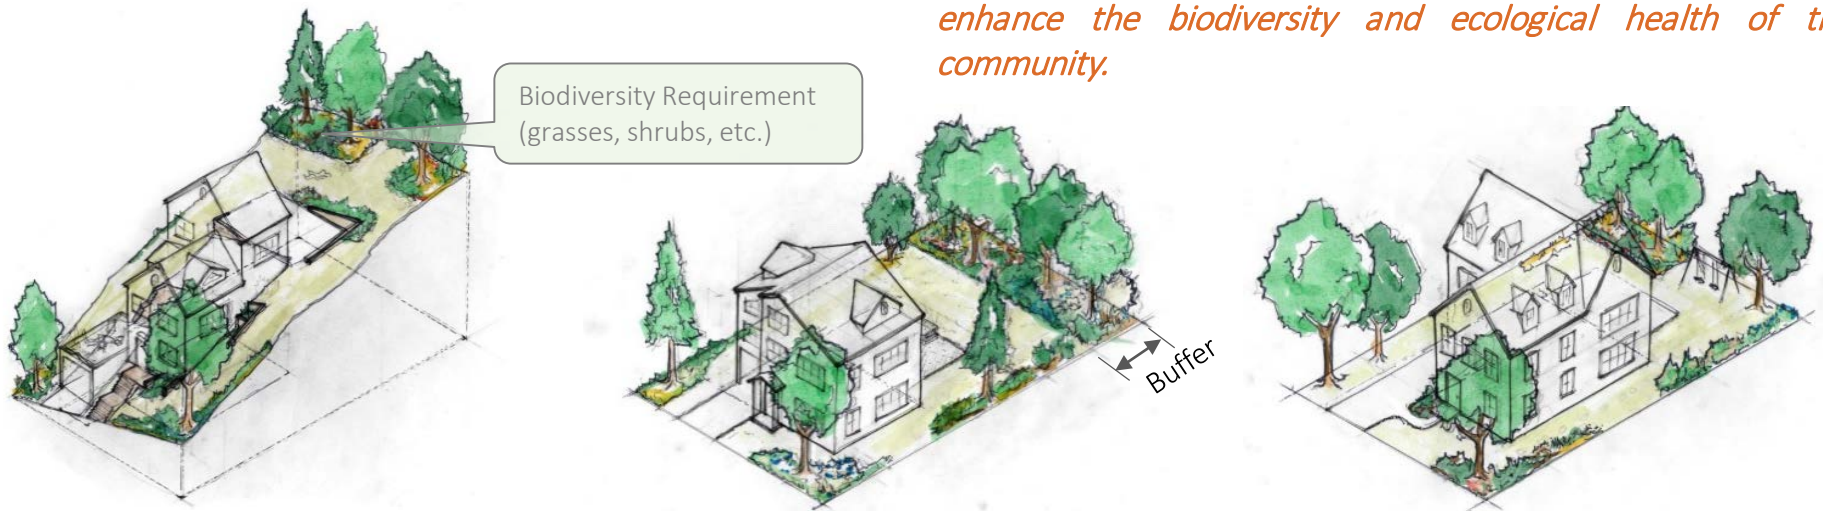 enhance the biodiversity and ecological health of
community.
Biodiversity Requirement
(grasses, shrubs, etc.)
Buffer